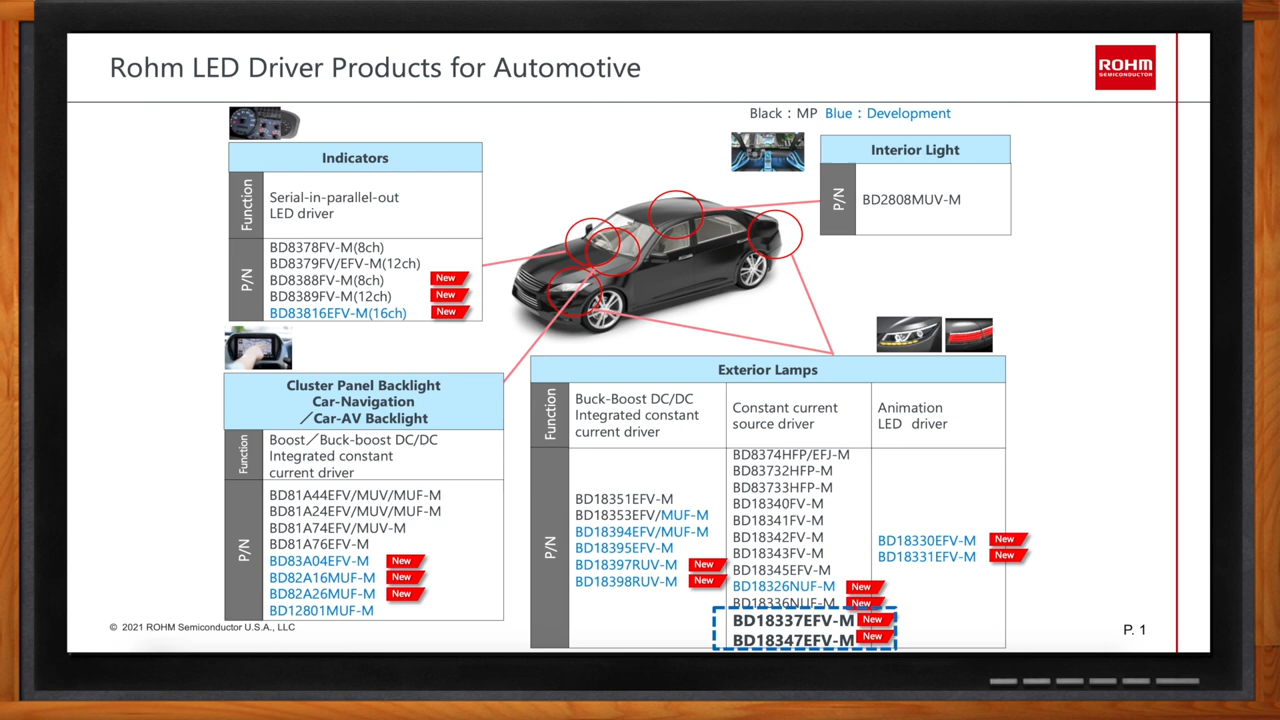 Rohm LED Driver Products for Automotive
ROHM
SEMICONDUCTOR
Black：MP Blue：Development
Indicators
Function
Serial-in-parallel-out
LED driver
P/N
BD8378FV-M(8ch)
BD8379FV/EFV-M(12ch)
BD8388FV-M(8ch) New
BD8389FV-M(12ch) New
BD83816EFV-M(16ch) New
Interior Light
P/N
BD2808MUV-M
Cluster Panel Backlight
Car-Navigation
／Car-AV Backlight
Function
Boost／Buck-boost DC/DC
Integrated constant
current driver
P/N
BD81A44EFV/MUV/MUF-M
BD81A24EFV/MUV/MUF-M
BD81A74EFV/MUV-M
BD81A76EFV-M
BD83A04EFV-M New
BD82A16MUF-M New
BD82A26MUF-M New
BD12801MUF-M
Exterior Lamps
Function
Buck-Boost DC/DC
Integrated constant
current driver
Constant current
source driver
Animation
LED driver
P/N
BD18351EFV-M
BD18353EFV/MUF-M
BD18394EFV/MUF-M
BD18395EFV-M
BD18397RUV-M New
BD18398RUV-M New
BD8374HFP/EFJ-M
BD83732HFP-M
BD83733HFP-M
BD18340FV-M
BD18341FV-M
BD18342FV-M
BD18343FV-M
BD18345EFV-M
BD18326NUF-M New
BD18336NUF-M New
BD18337EFV-M New
BD18347EFV-M New
BD18330EFV-M New
BD18331EFV-M New
© 2021 ROHM Semiconductor U.S.A., LLC
P. 1